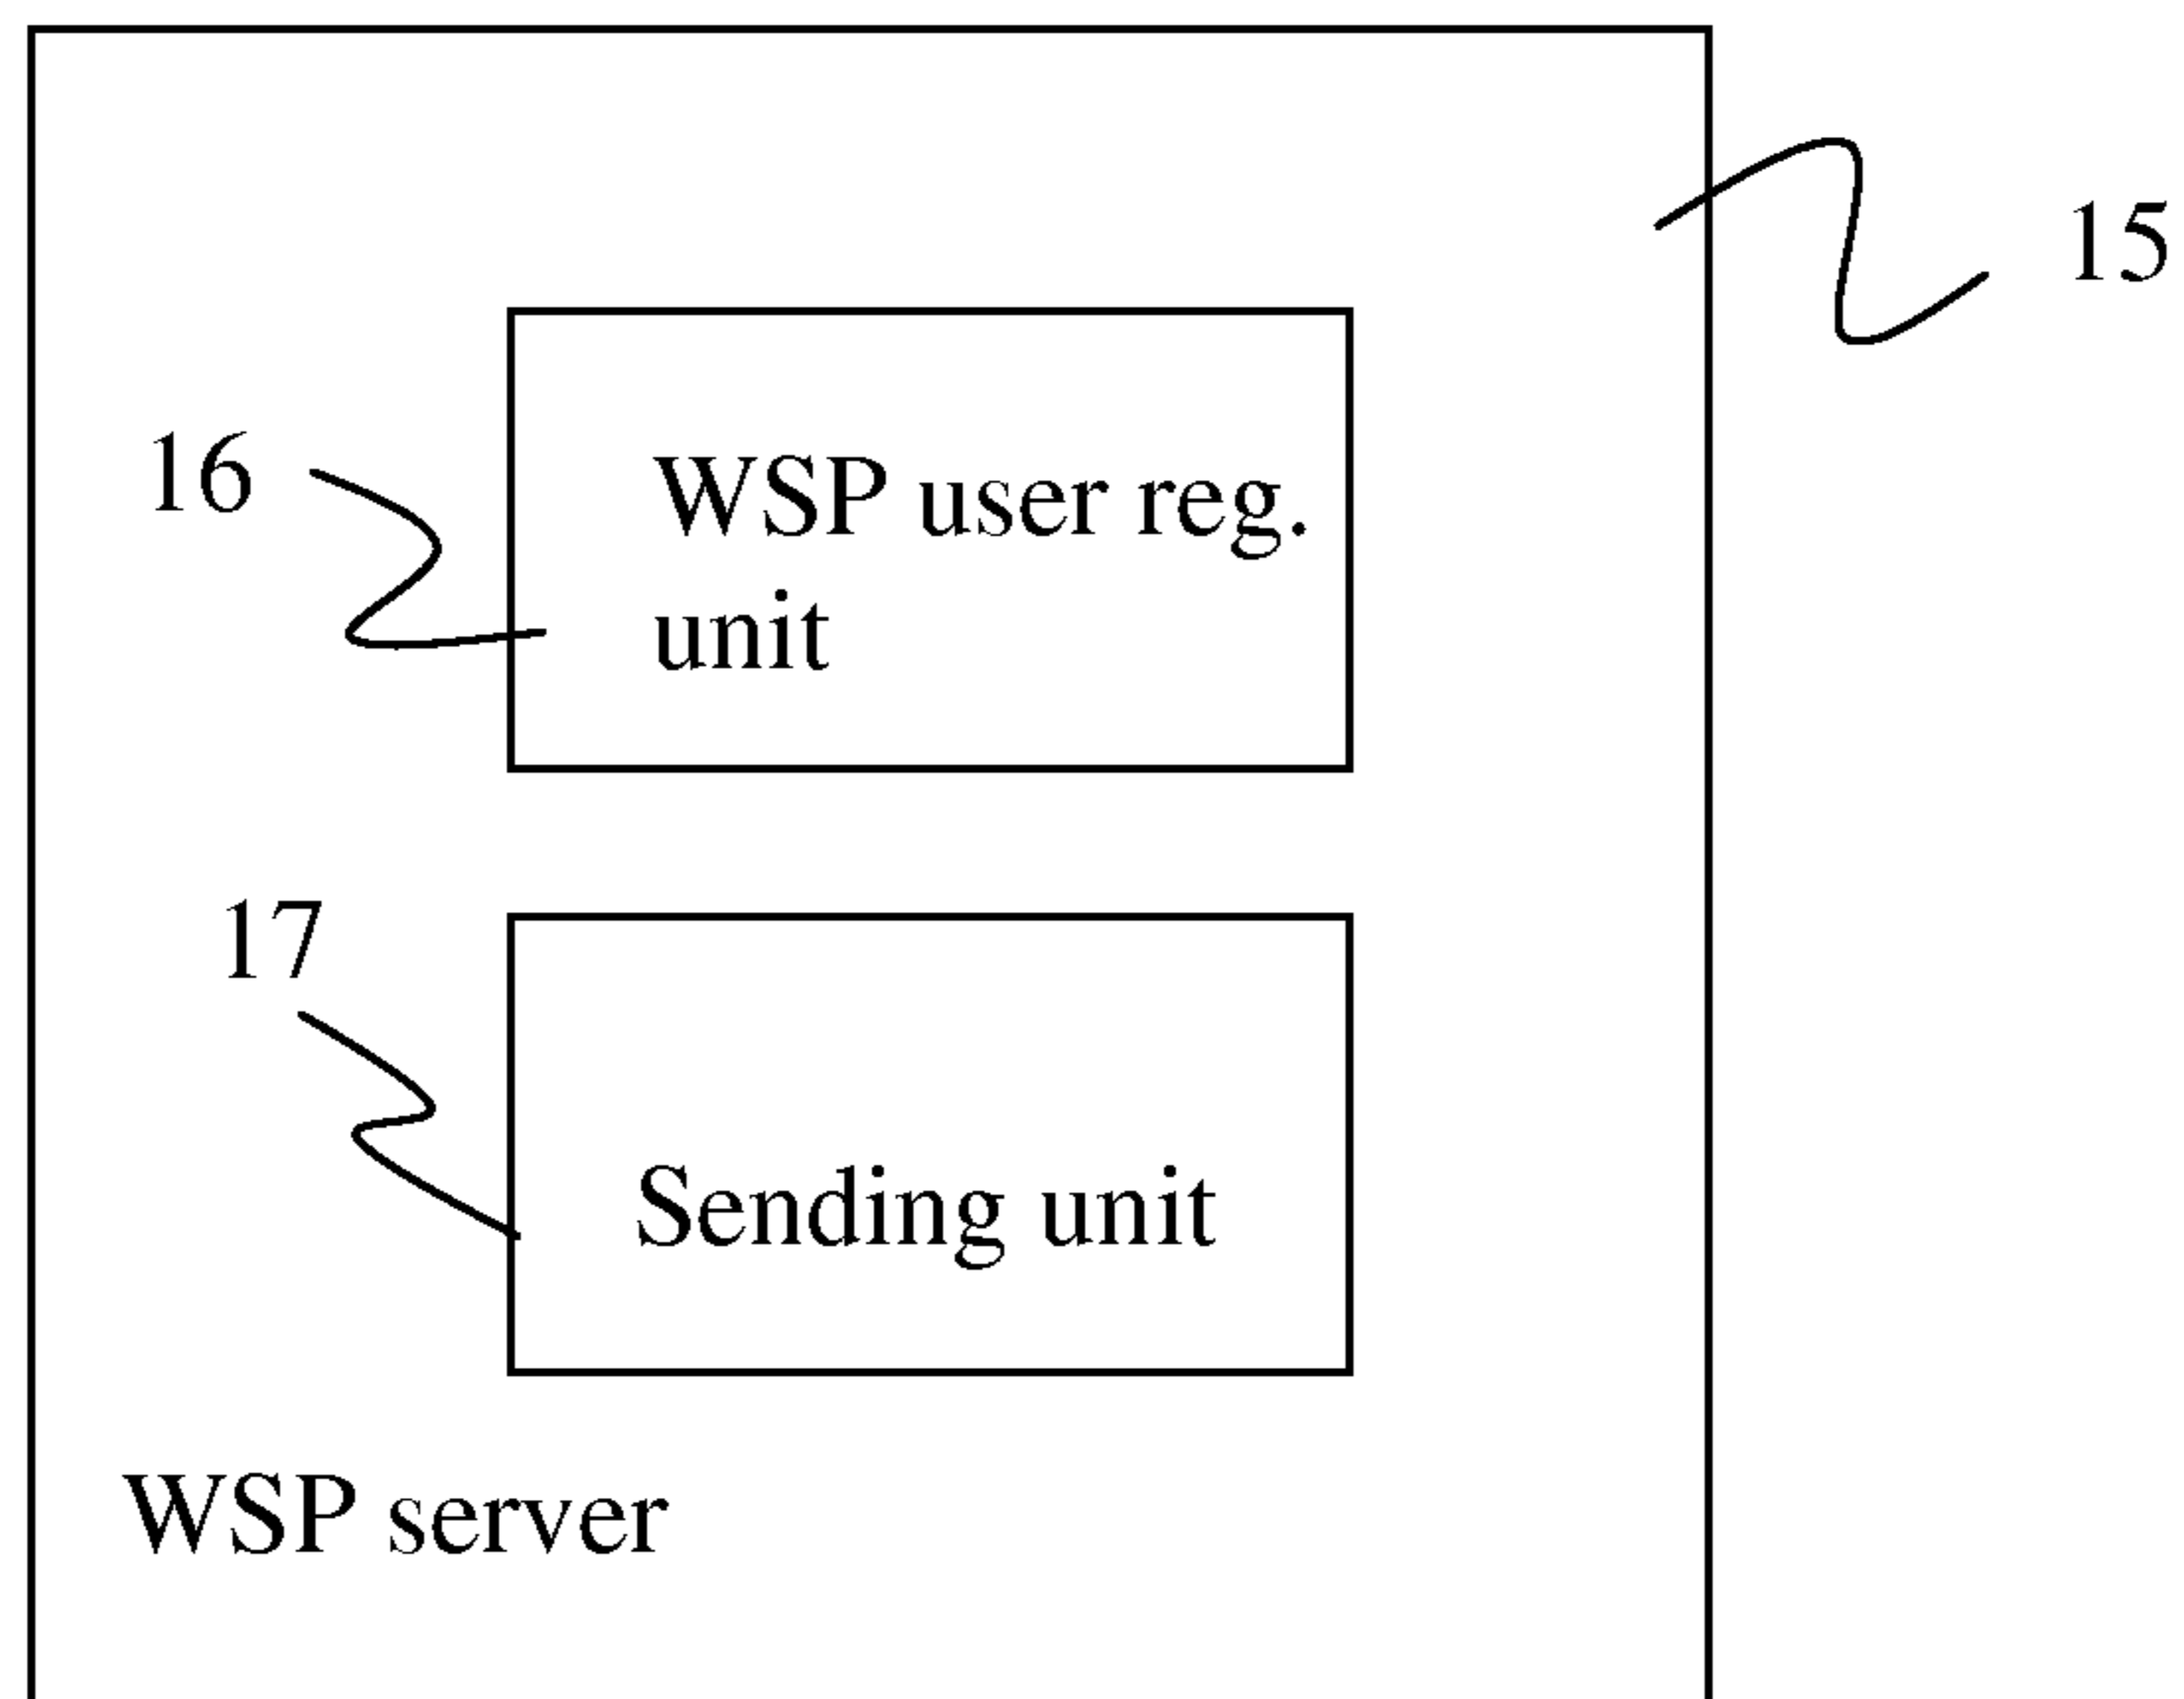 15
16
WSP user reg.
unit
17
Sending unit
WSP server